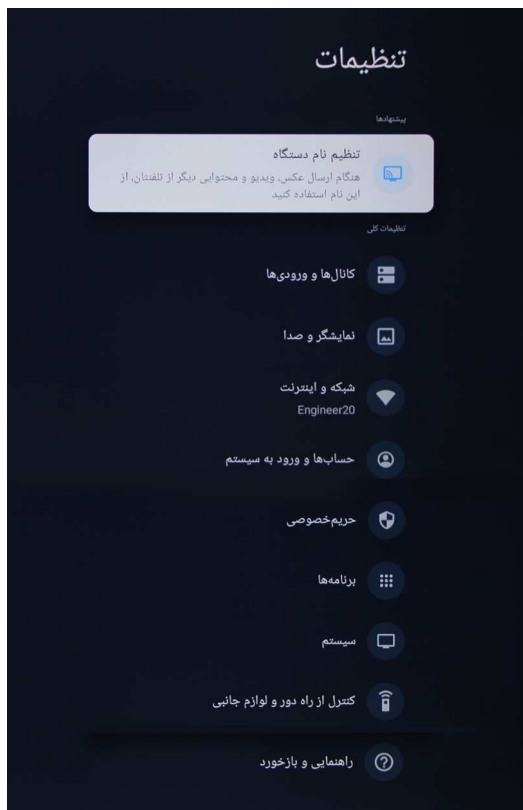 تنظیمات
پیشنهادها
تنظیم نام دستگاه
هنگام ارسال عکس، ویدیو و محتوایی دیگر از تلفنتان، از
این نام استفاده کنید
تنظیمات کلی
کانال‌ها و ورودی‌ها
نمایشگر و صدا
شبکه و اینترنت
Engineer20
حساب‌ها و ورود به سیستم
حریم‌خصوصی
برنامه‌ها
سیستم
کنترل از راه دور و لوازم جانبی
راهنمایی و بازخورد